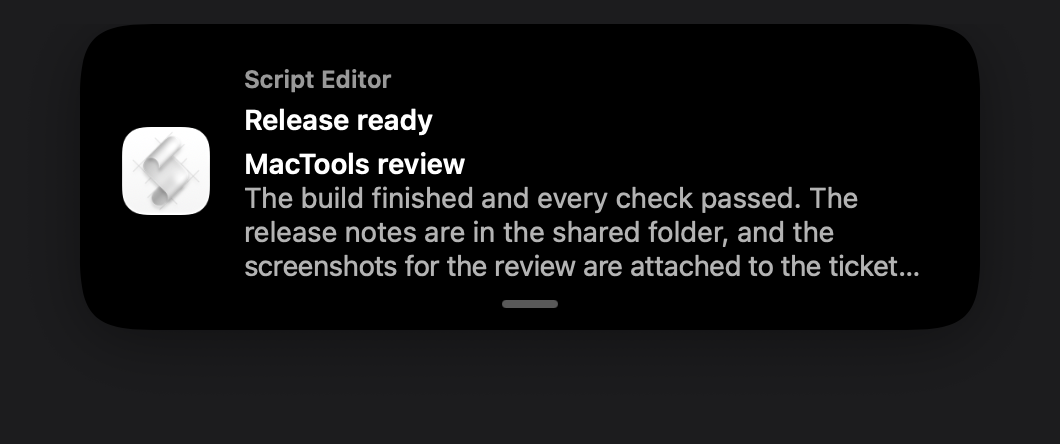 Script Editor
Release ready
MacTools review
The build finished and every check passed. The
release notes are in the shared folder, and the
screenshots for the review are attached to the ticket...